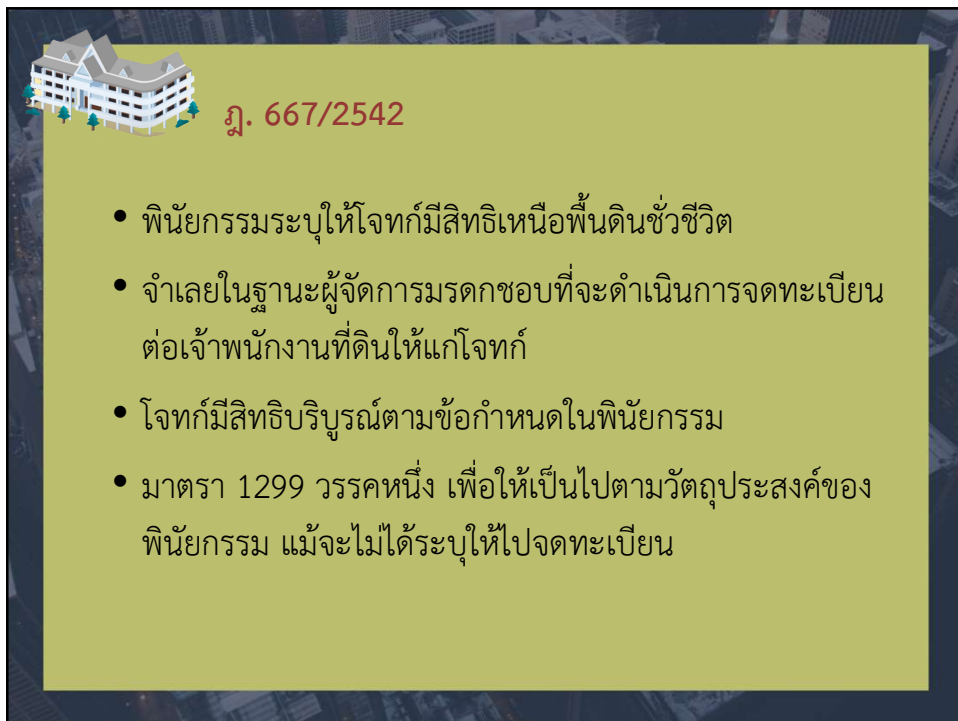 ฎ. 667/2542
• พินัยกรรมระบุให้โจทก์มีสิทธิเหนือพื้นดินชั่วชีวิต
• จำเลยในฐานะผู้จัดการมรดกชอบที่จะดำเนินการจดทะเบียน
ต่อเจ้าพนักงานที่ดินให้แก่โจทก์
• โจทก์มีสิทธิบริบูรณ์ตามข้อกำหนดในพินัยกรรม
• มาตรา 1299 วรรคหนึ่ง เพื่อให้เป็นไปตามวัตถุประสงค์ของ
พินัยกรรม แม้จะไม่ได้ระบุให้ไปจดทะเบียน